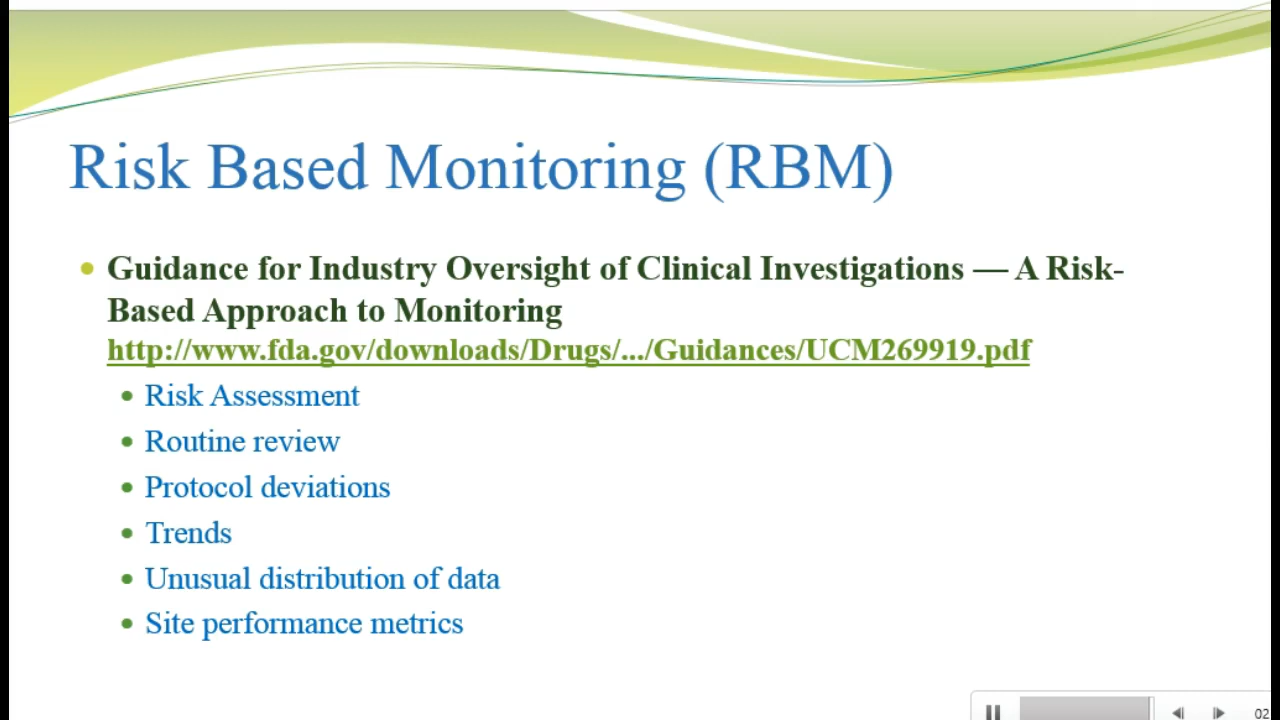 Risk Based Monitoring (RBM)
Guidance for Industry Oversight of Clinical Investigations — A Risk-
Based Approach to Monitoring
http://www.fda.gov/downloads/Drugs/.../Guidances/UCM269919.pdf
Risk Assessment
Routine review
Protocol deviations
Trends
Unusual distribution of data
Site performance metrics
02